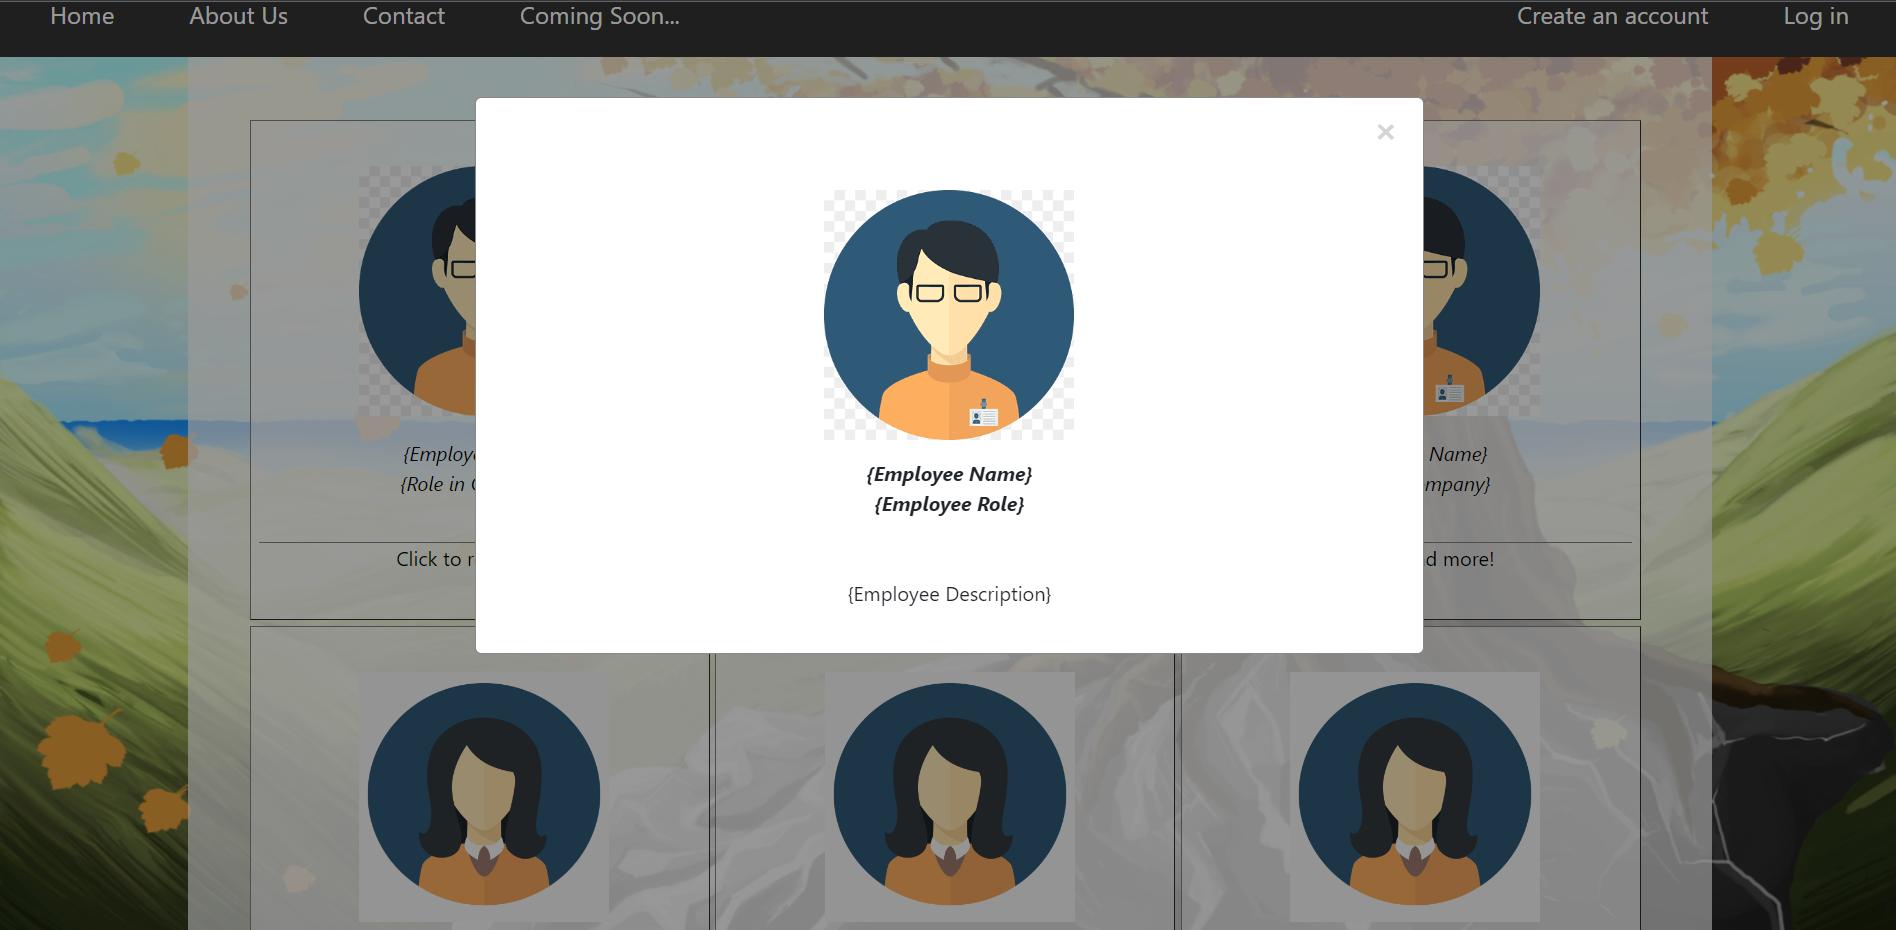 Home About Us Contact Coming Soon... Create an account Log in
×
{Employee Name}
{Employee Role}
{Employee Description}
{Employ
{Role in
Click to r
Name}
mpany}
d more!